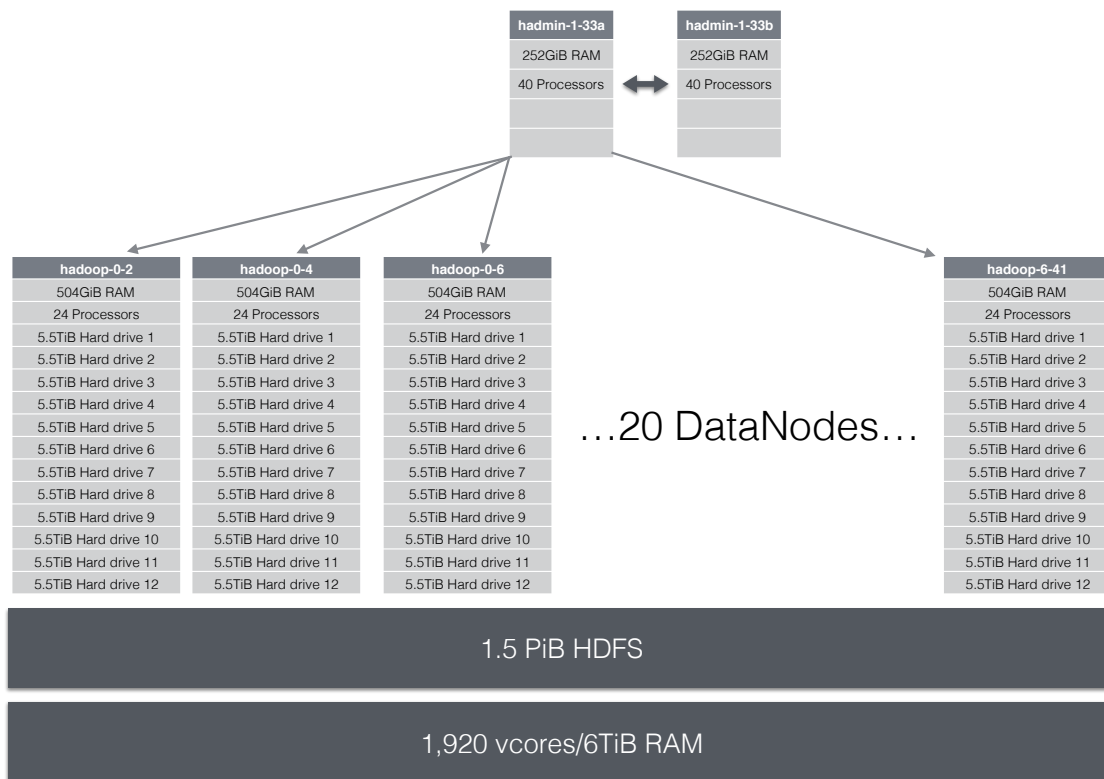 hadmin-1-33a
252GiB RAM
40 Processors
hadmin-1-33b
252GiB RAM
40 Processors
hadoop-0-2
504GiB RAM
24 Processors
5.5TiB Hard drive 1
5.5TiB Hard drive 2
5.5TiB Hard drive 3
5.5TiB Hard drive 4
5.5TiB Hard drive 5
5.5TiB Hard drive 6
5.5TiB Hard drive 7
5.5TiB Hard drive 8
5.5TiB Hard drive 9
5.5TiB Hard drive 10
5.5TiB Hard drive 11
5.5TiB Hard drive 12
hadoop-0-4
504GiB RAM
24 Processors
5.5TiB Hard drive 1
5.5TiB Hard drive 2
5.5TiB Hard drive 3
5.5TiB Hard drive 4
5.5TiB Hard drive 5
5.5TiB Hard drive 6
5.5TiB Hard drive 7
5.5TiB Hard drive 8
5.5TiB Hard drive 9
5.5TiB Hard drive 10
5.5TiB Hard drive 11
5.5TiB Hard drive 12
hadoop-0-6
504GiB RAM
24 Processors
5.5TiB Hard drive 1
5.5TiB Hard drive 2
5.5TiB Hard drive 3
5.5TiB Hard drive 4
5.5TiB Hard drive 5
5.5TiB Hard drive 6
5.5TiB Hard drive 7
5.5TiB Hard drive 8
5.5TiB Hard drive 9
5.5TiB Hard drive 10
5.5TiB Hard drive 11
5.5TiB Hard drive 12
…20 DataNodes…
hadoop-6-41
504GiB RAM
24 Processors
5.5TiB Hard drive 1
5.5TiB Hard drive 2
5.5TiB Hard drive 3
5.5TiB Hard drive 4
5.5TiB Hard drive 5
5.5TiB Hard drive 6
5.5TiB Hard drive 7
5.5TiB Hard drive 8
5.5TiB Hard drive 9
5.5TiB Hard drive 10
5.5TiB Hard drive 11
5.5TiB Hard drive 12
1.5 PiB HDFS
1,920 vcores/6TiB RAM